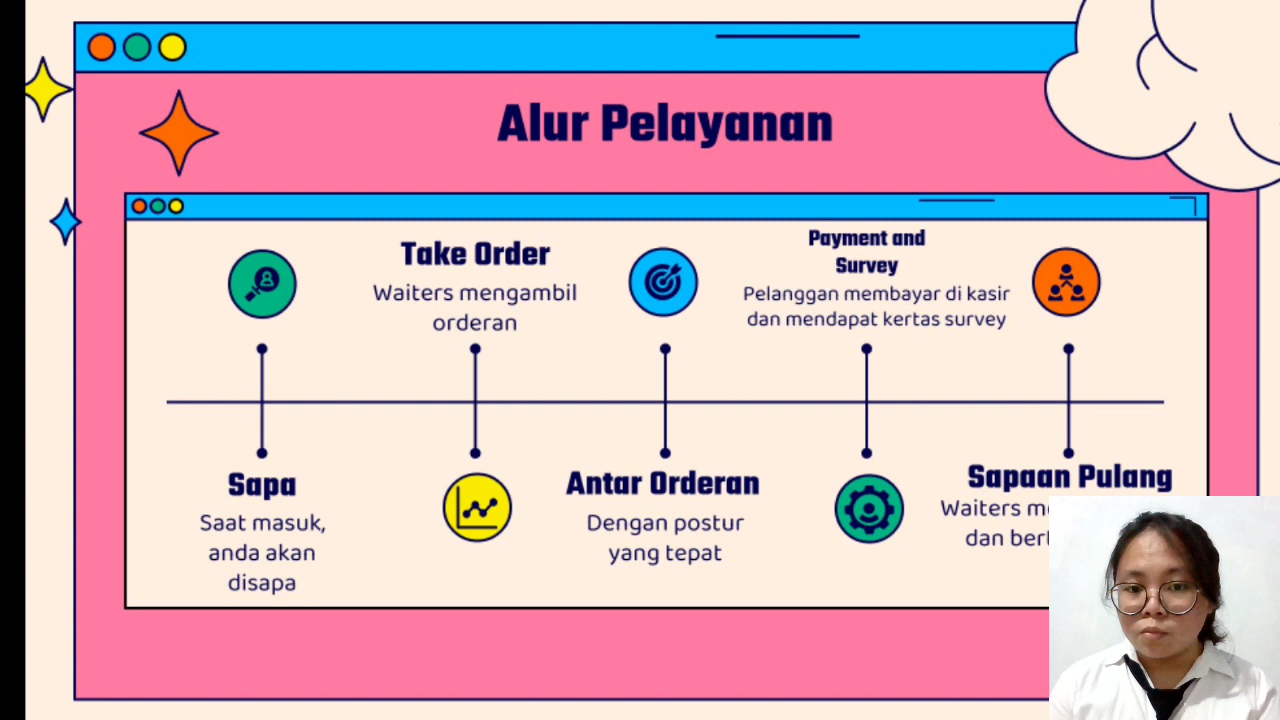 Alur Pelayanan
Sapa
Saat masuk,
anda akan
disapa
Take Order
Waiters mengambil
orderan
Antar Orderan
Dengan postur
yang tepat
Payment and
Survey
Pelanggan membayar di kasir
dan mendapat kertas survey
Sapaan Pulang
Waiters
dan